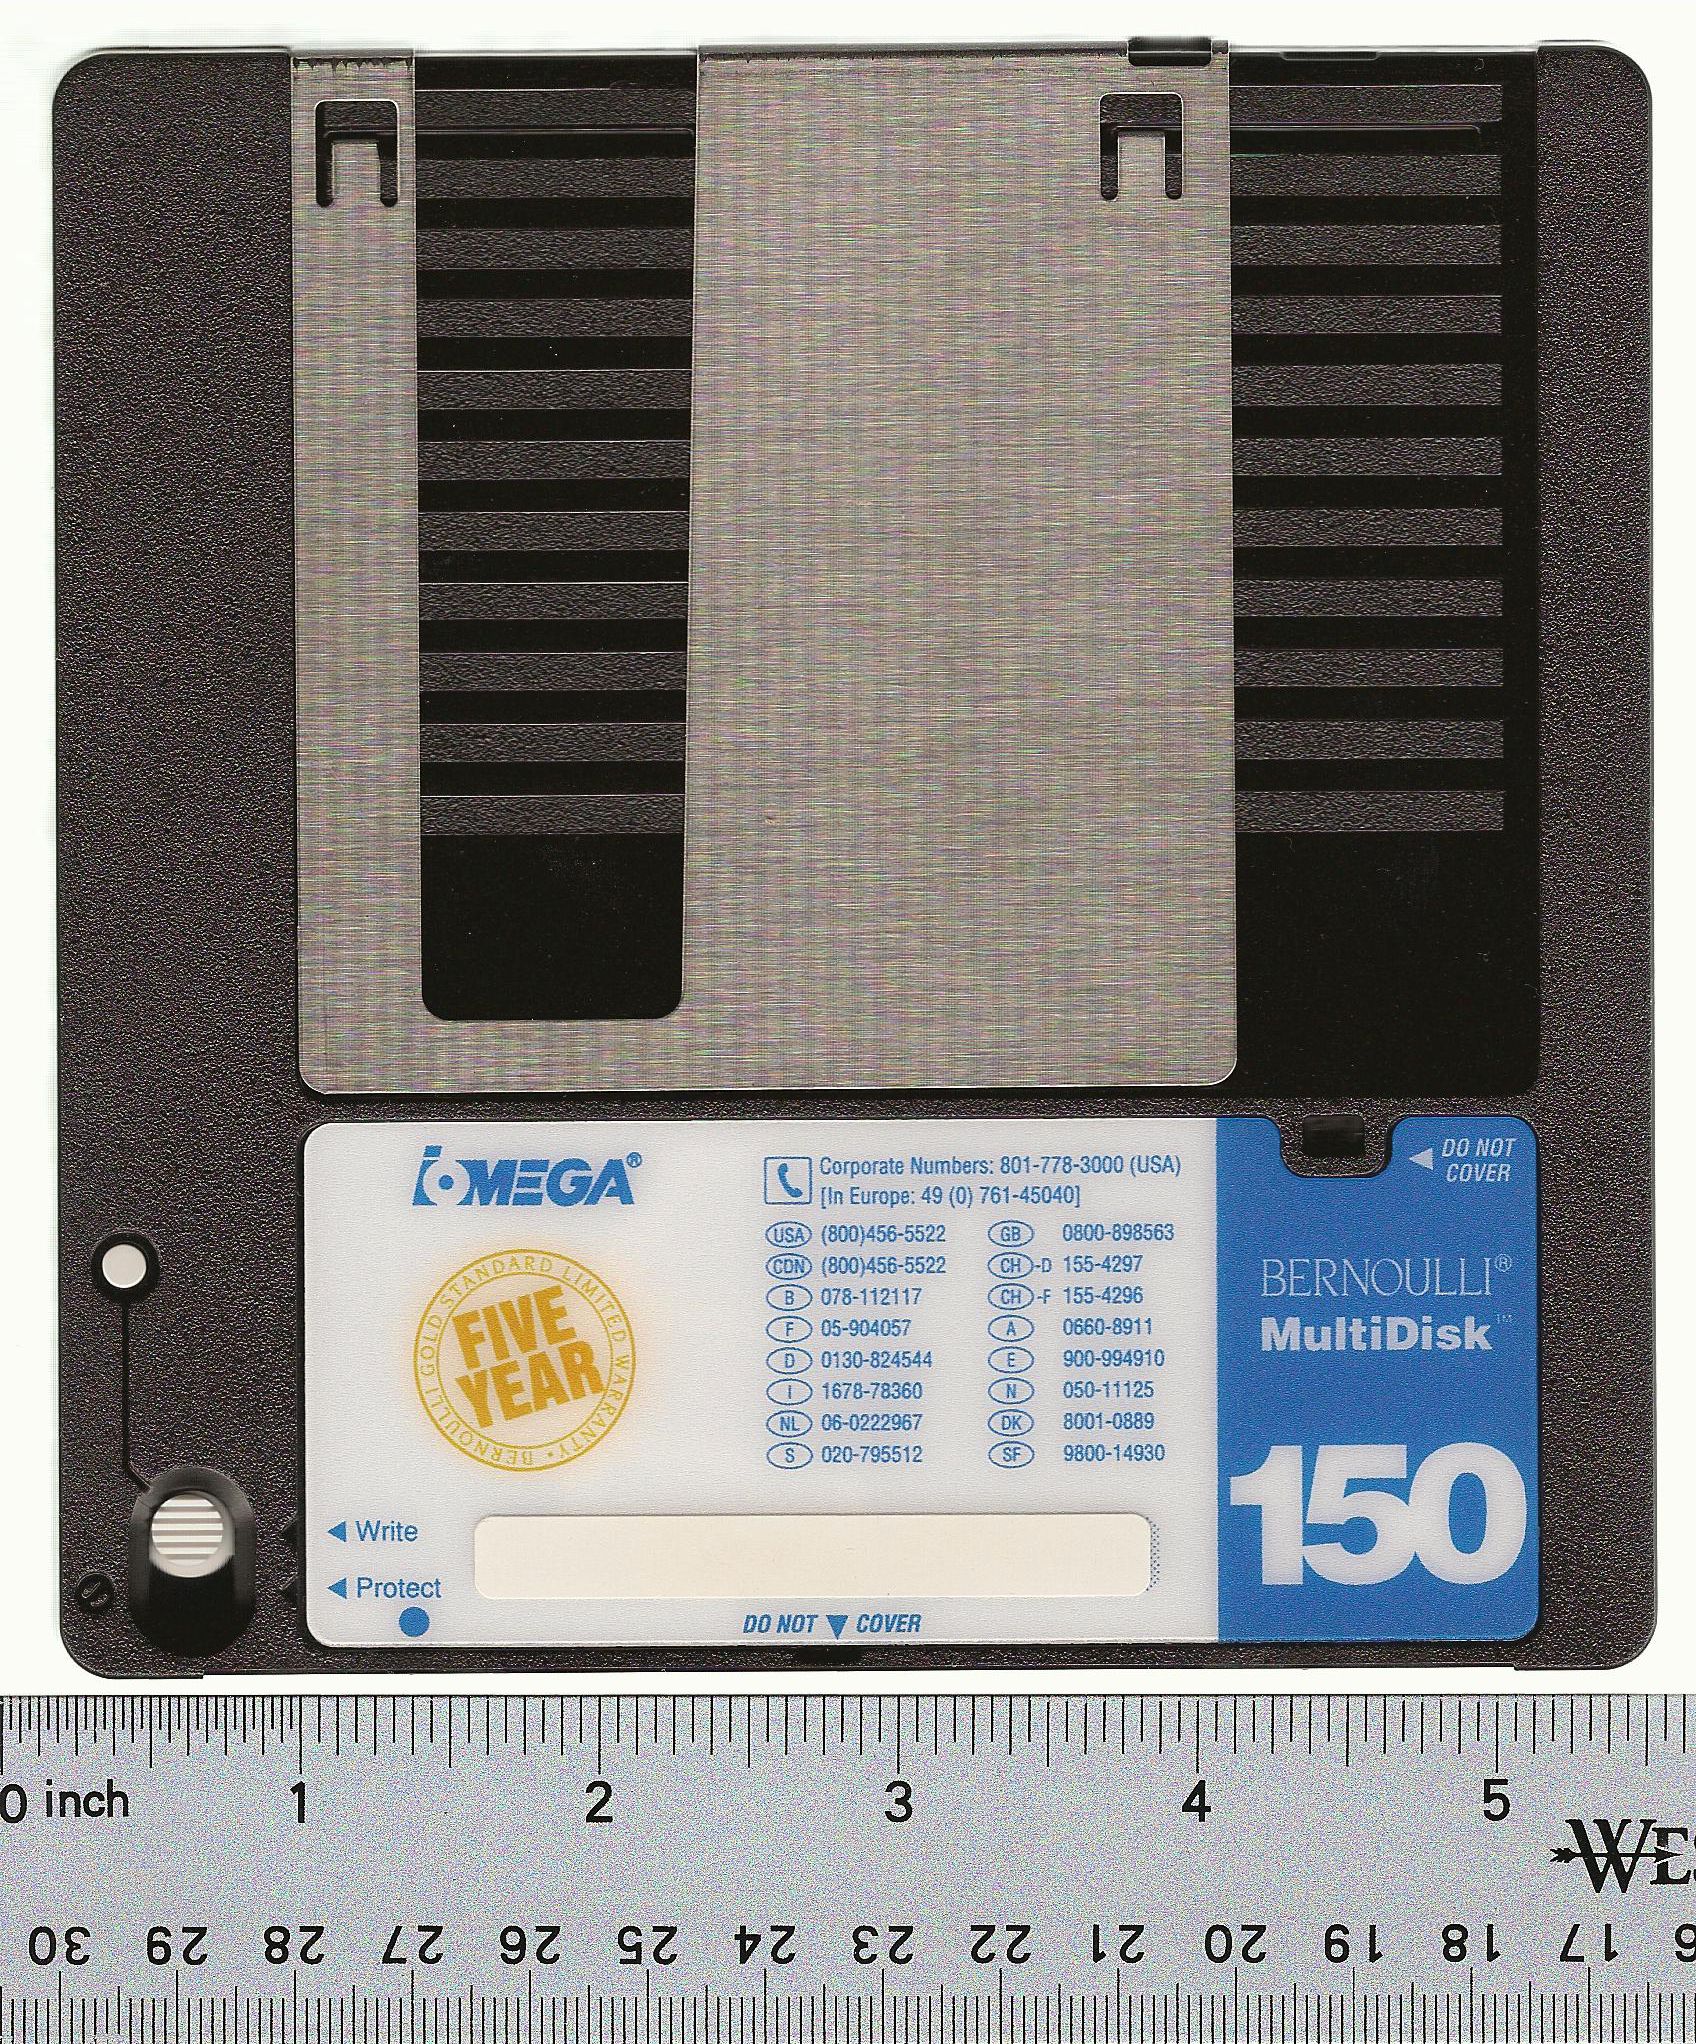 IOMEGA®
Corporate Numbers: 801-778-3000 (USA)
[In Europe: 49 (0) 761-45040]
USA (800)456-5522 GB 0800-898563
CDN (800)456-5522 CH-D 155-4297
B 078-112117 CH-F 155-4296
F 05-904057 A 0660-8911
D 0130-824544 E 900-994910
I 1678-78360 N 050-11125
NL 06-0222967 DK 8001-0889
S 020-795512 SF 9800-14930
BERNOULLI GOLD STANDARD LIMITED WARRANTY •
FIVE
YEAR
◀ Write
◀ Protect
DO NOT ▼ COVER
◀ DO NOT
COVER
BERNOULLI®
MultiDisk™
150
0 inch 1 2 3 4 5
WES
30 29 28 27 26 25 24 23 22 21 20 19 18 17 6